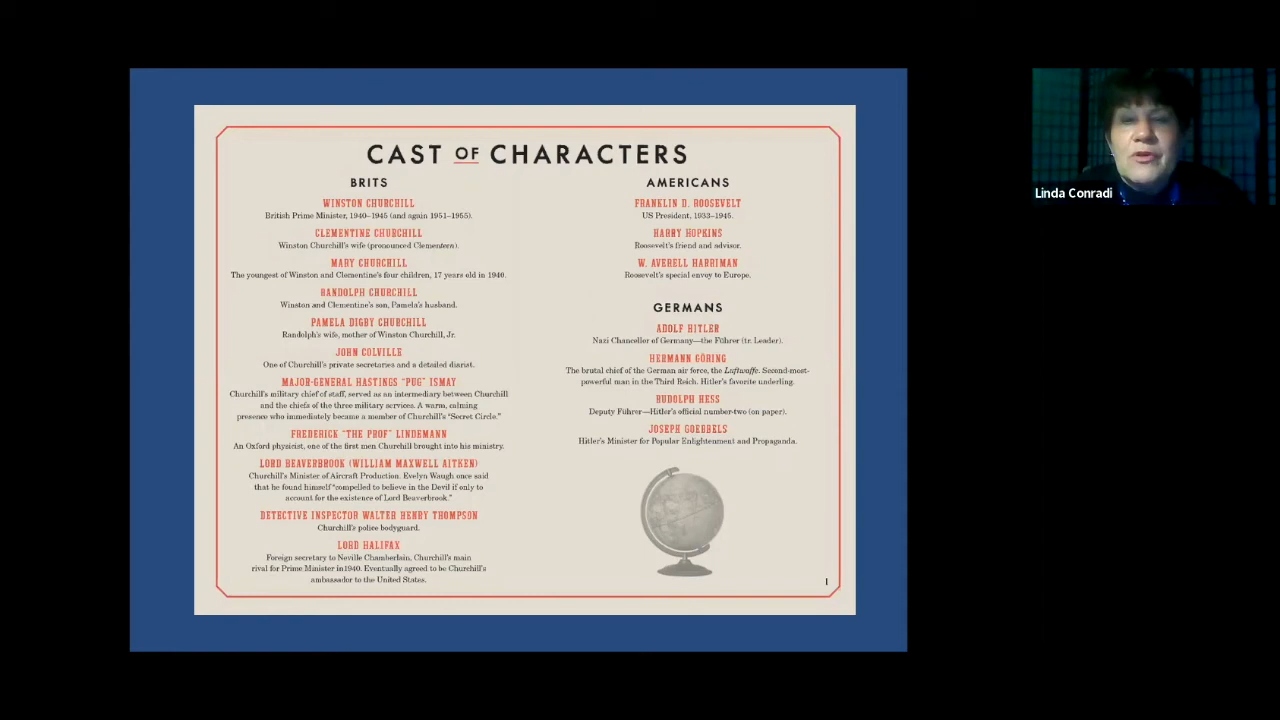 CAST OF CHARACTERS
BRITS
WINSTON CHURCHILL
British Prime Minister, 1940–1945 (and again 1951–1955).
CLEMENTINE CHURCHILL
Winston Churchill's wife (pronounced Clementeen).
MARY CHURCHILL
The youngest of Winston and Clementine's four children, 17 years old in 1940.
RANDOLPH CHURCHILL
Winston and Clementine's son, Pamela's husband.
PAMELA DIGBY CHURCHILL
Randolph's wife, mother of Winston Churchill, Jr.
JOHN COLVILLE
One of Churchill's private secretaries and a detailed diarist.
MAJOR-GENERAL HASTINGS "PUG" ISMAY
Churchill's military chief of staff, served as an intermediary between Churchill
and the chiefs of the three military services. A warm, calming
presence who immediately became a member of Churchill's "Secret Circle."
FREDERICK "THE PROF" LINDEMANN
An Oxford physicist, one of the first men Churchill brought into his ministry.
LORD BEAVERBROOK (WILLIAM MAXWELL AITKEN)
Churchill's Minister of Aircraft Production. Evelyn Waugh once said
that he found himself "compelled to believe in the Devil if only to
account for the existence of Lord Beaverbrook."
DETECTIVE INSPECTOR WALTER HENRY THOMPSON
Churchill's police bodyguard.
LORD HALIFAX
Foreign secretary to Neville Chamberlain, Churchill's main
rival for Prime Minister in1940. Eventually agreed to be Churchill's
ambassador to the United States.
AMERICANS
FRANKLIN D. ROOSEVELT
US President, 1933–1945.
HARRY HOPKINS
Roosevelt's friend and advisor.
W. AVERELL HARRIMAN
Roosevelt's special envoy to Europe.
GERMANS
ADOLF HITLER
Nazi Chancellor of Germany—the Führer (tr. Leader).
HERMANN GÖRING
The brutal chief of the German air force, the Luftwaffe. Second-most-
powerful man in the Third Reich. Hitler's favorite underling.
RUDOLPH HESS
Deputy Führer—Hitler's official number-two (on paper).
JOSEPH GOEBBELS
Hitler's Minister for Popular Enlightenment and Propaganda.
1
Linda Conradi